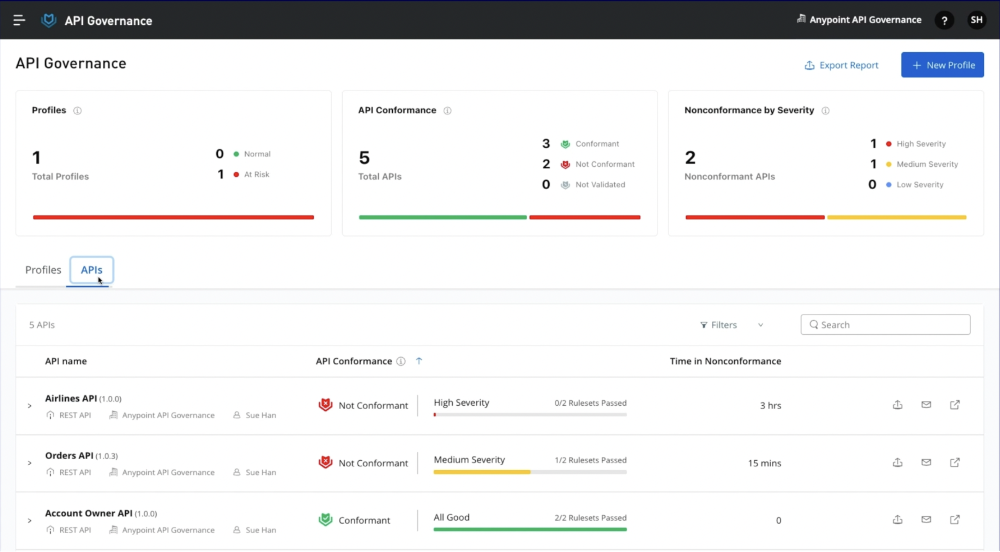 API Governance
Anypoint API Governance
?
SH
API Governance
Export Report
+ New Profile
Profiles
1
Total Profiles
0 Normal
1 At Risk
API Conformance
5
Total APIs
3 Conformant
2 Not Conformant
0 Not Validated
Nonconformance by Severity
2
Nonconformant APIs
1 High Severity
1 Medium Severity
0 Low Severity
Profiles
APIs
5 APIs
Filters
Search
API name
API Conformance
Time in Nonconformance
Airlines API (1.0.0)
REST API
Anypoint API Governance
Sue Han
Not Conformant
High Severity
0/2 Rulesets Passed
3 hrs
Orders API (1.0.3)
REST API
Anypoint API Governance
Sue Han
Not Conformant
Medium Severity
1/2 Rulesets Passed
15 mins
Account Owner API (1.0.0)
REST API
Anypoint API Governance
Sue Han
Conformant
All Good
2/2 Rulesets Passed
0